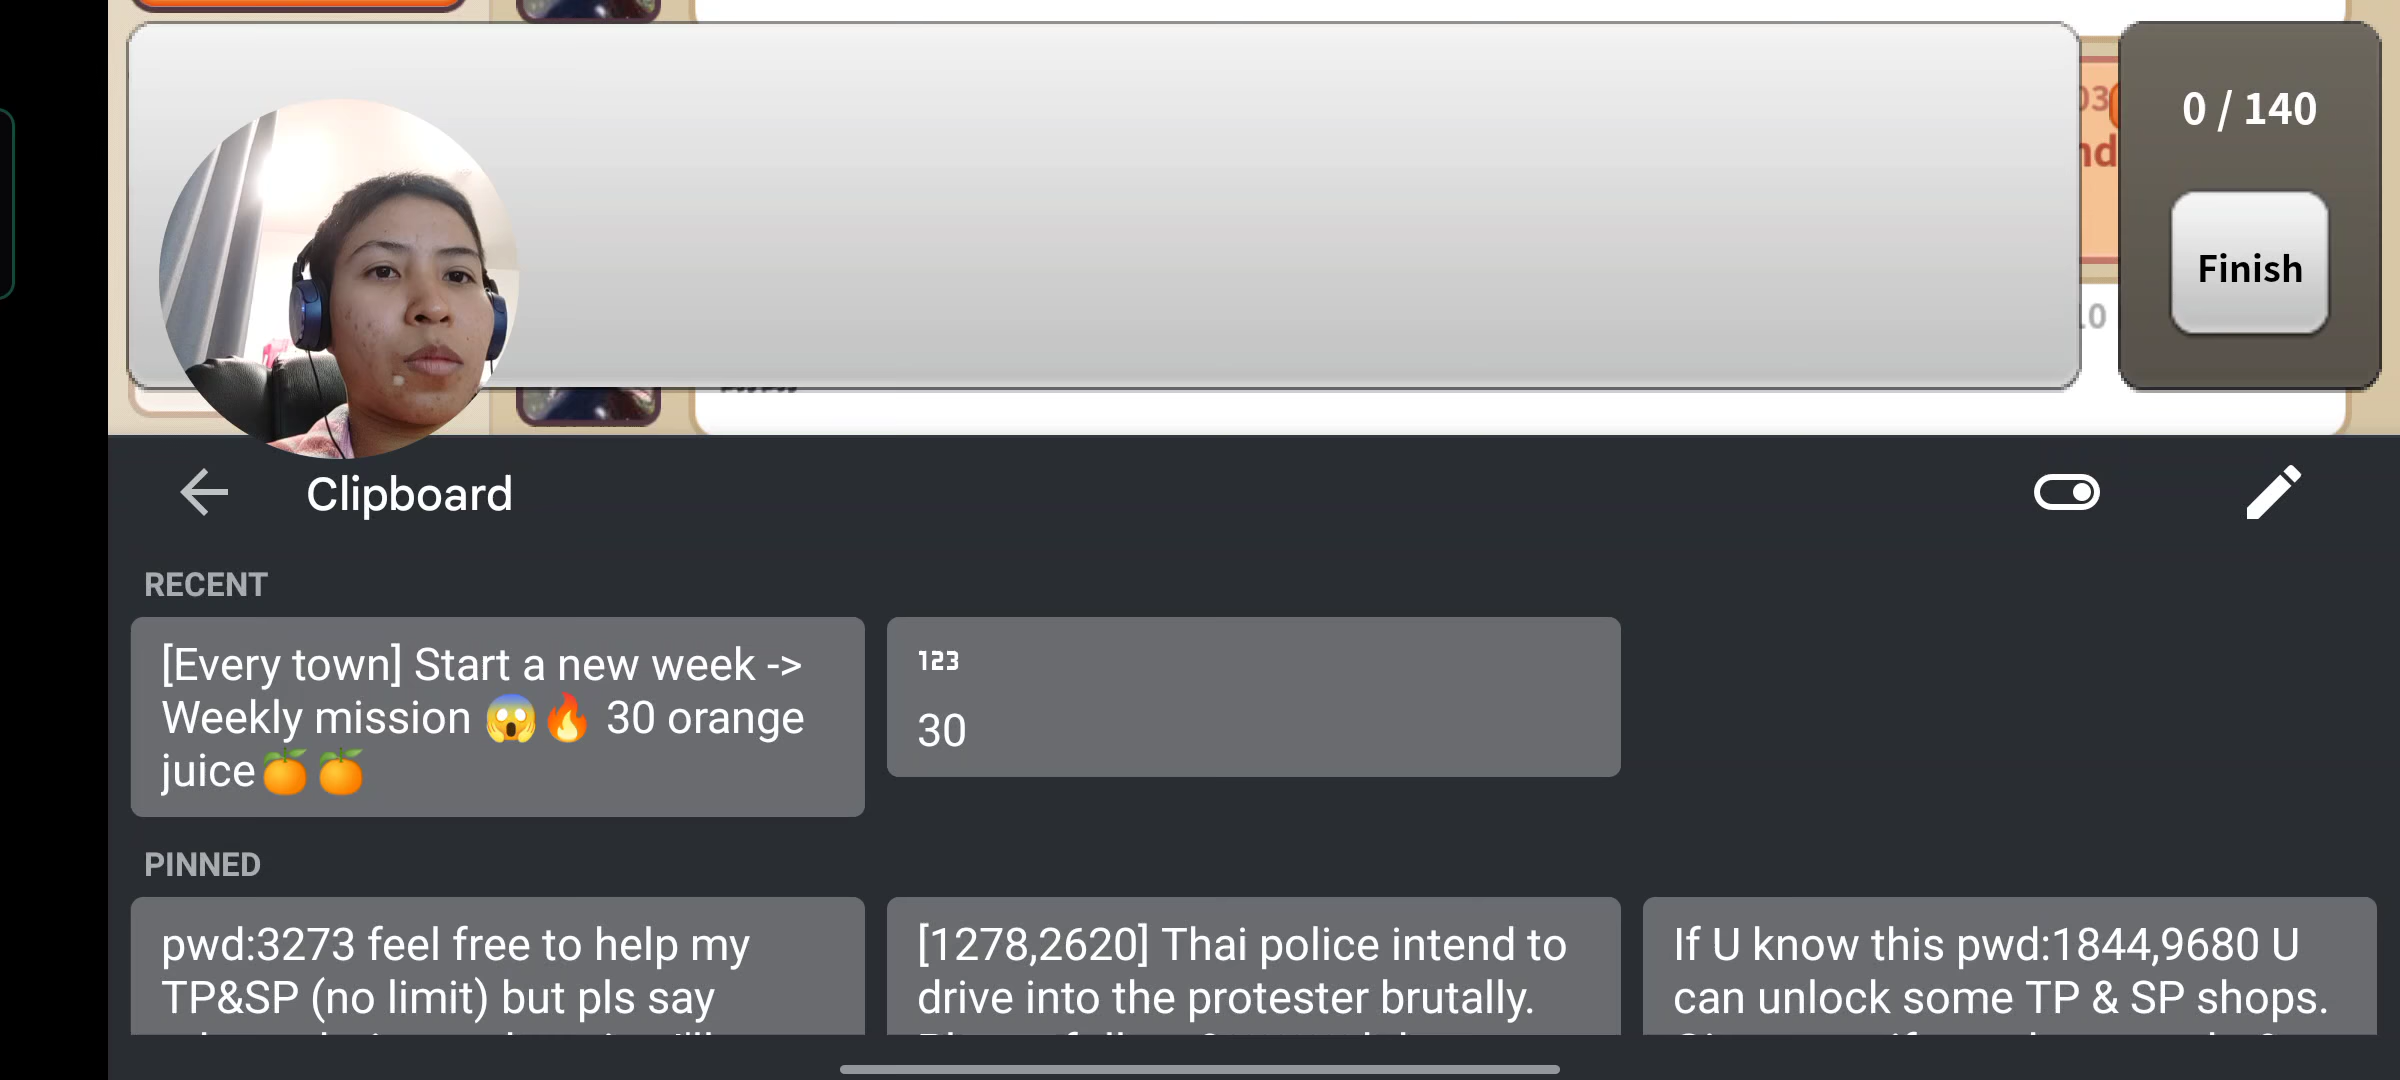 0 / 140
Finish
Clipboard
RECENT
[Every town] Start a new week ->
Weekly mission 😱🔥 30 orange
juice🍊🍊
123
30
PINNED
pwd:3273 feel free to help my
TP&SP (no limit) but pls say
[1278,2620] Thai police intend to
drive into the protester brutally.
If U know this pwd:1844,9680 U
can unlock some TP & SP shops.